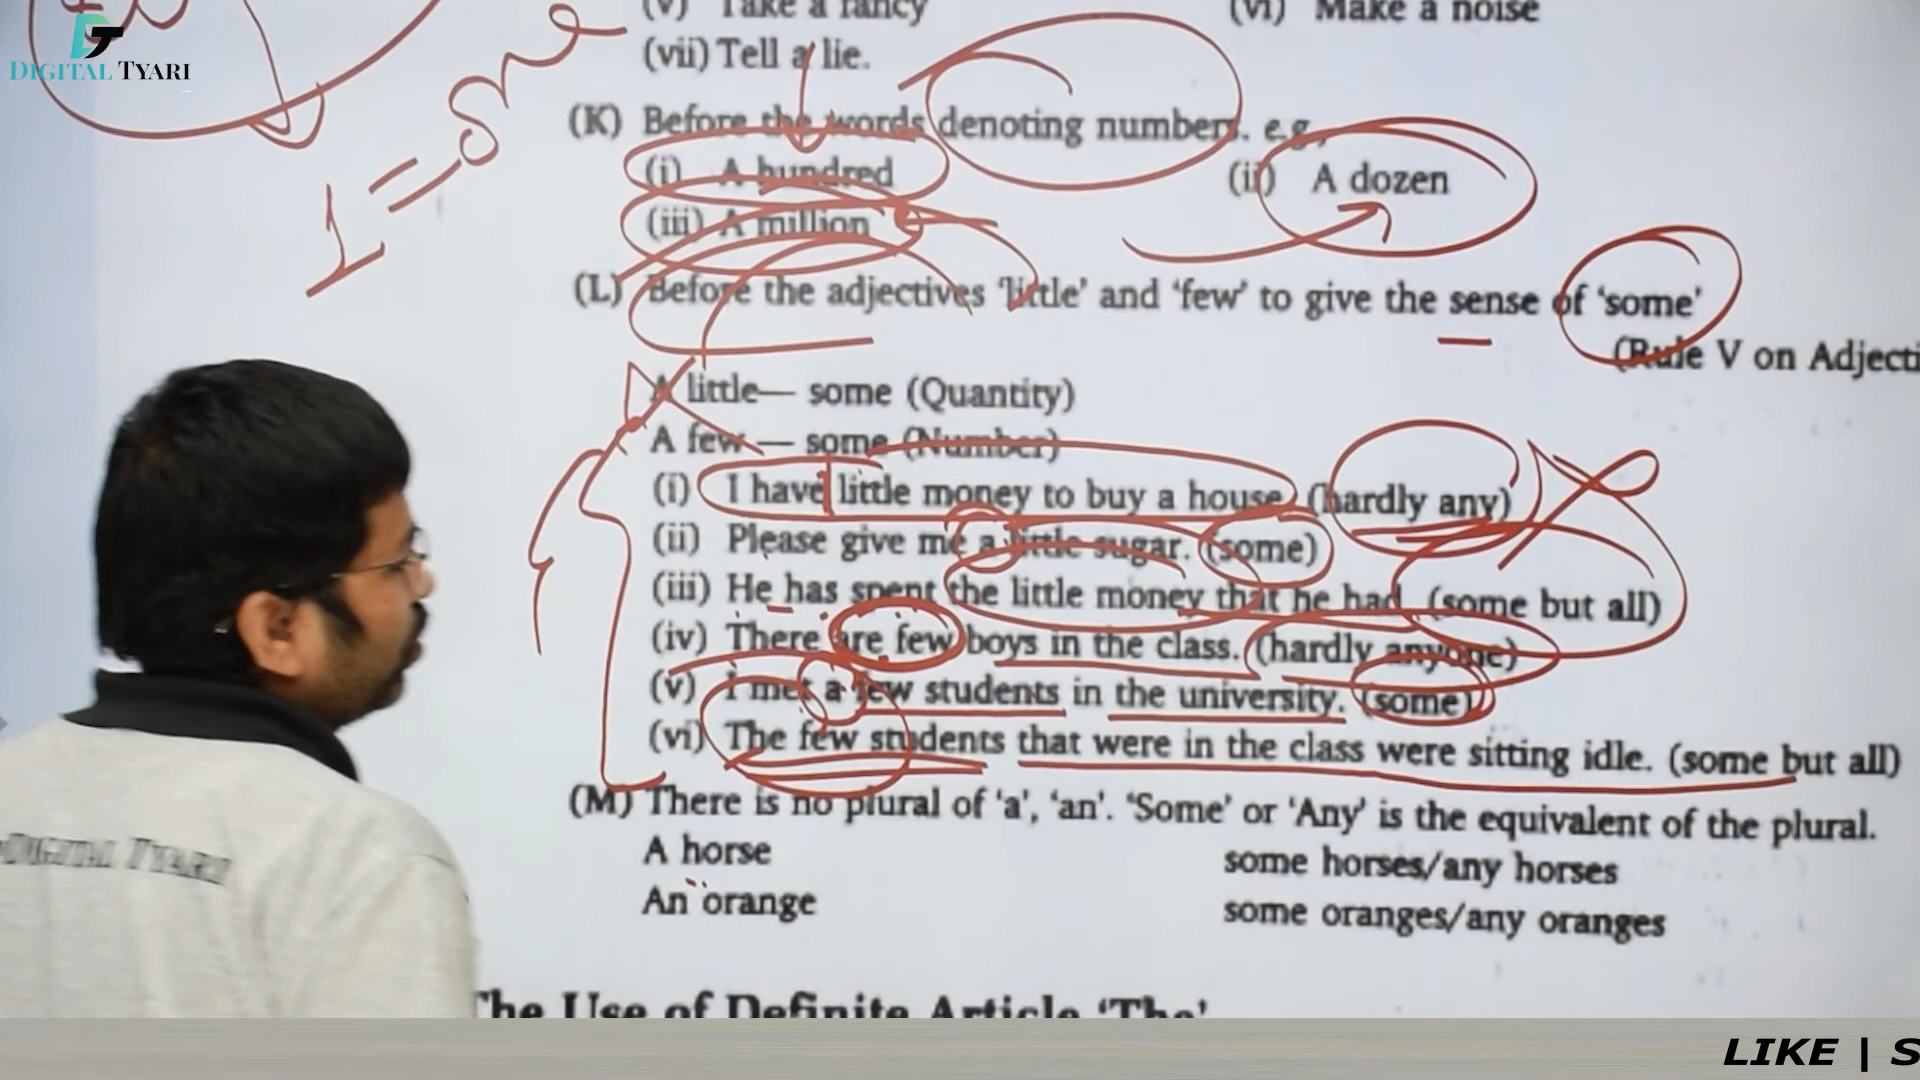 DIGITAL TYARI
(v) Take a fancy (vi) Make a noise
(vii) Tell a lie.
1 = one
(K) Before the words denoting numbers. e.g.,
(i) A hundred (ii) A dozen
(iii) A million
(L) Before the adjectives 'little' and 'few' to give the sense of 'some'
(Rule V on Adjecti
A little— some (Quantity)
A few — some (Number)
(i) I have little money to buy a house. (hardly any)
(ii) Please give me a little sugar. (some)
(iii) He has spent the little money that he had. (some but all)
(iv) There are few boys in the class. (hardly anyone)
(v) I met a few students in the university. (some)
(vi) The few students that were in the class were sitting idle. (some but all)
(M) There is no plural of 'a', 'an'. 'Some' or 'Any' is the equivalent of the plural.
A horse some horses/any horses
An orange some oranges/any oranges
The Use of Definite Article 'The'
DIGITAL TYARI
LIKE | S